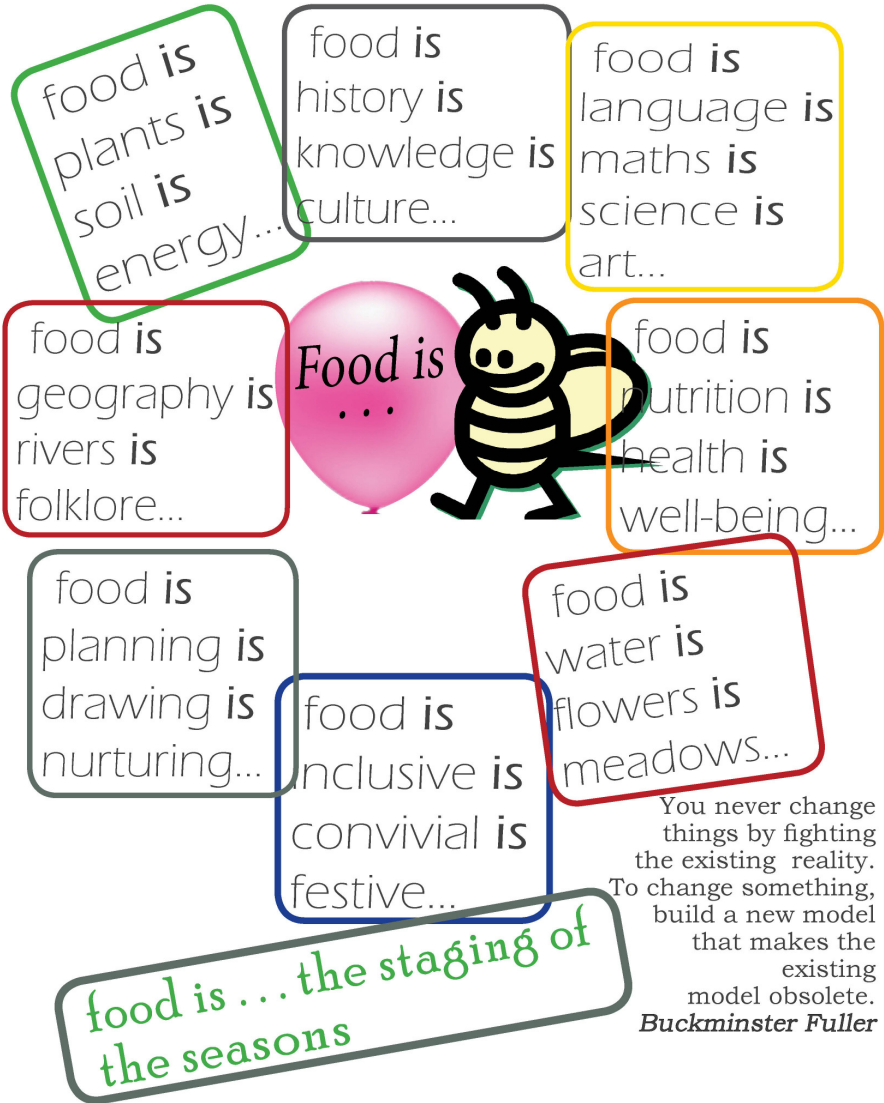 food is
plants is
soil is
energy...
food is
history is
knowledge is
culture...
food is
language is
maths is
science is
art...
food is
geography is
rivers is
folklore...
Food is
...
food is
nutrition is
health is
well-being...
food is
planning is
drawing is
nurturing...
food is
inclusive is
convivial is
festive...
food is
water is
flowers is
meadows...
You never change
things by fighting
the existing reality.
To change something,
build a new model
that makes the
existing
model obsolete.
Buckminster Fuller
food is . . . the staging of
the seasons